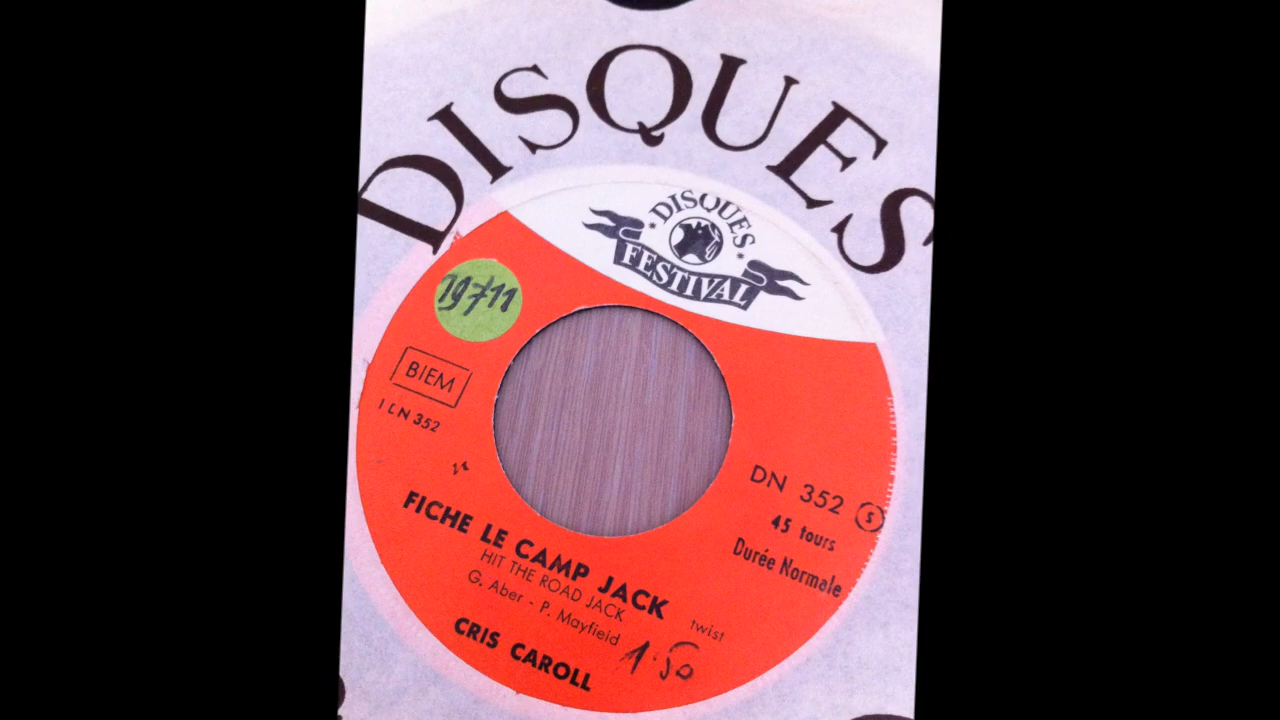 DISQUES
DISQUES
FESTIVAL
19711
BIEM
1 DN 352
DN 352 S
45 tours
Durée Normale
FICHE LE CAMP JACK
HIT THE ROAD JACK
twist
G. Aber - P. Mayfield
1.50
CRIS CAROLL